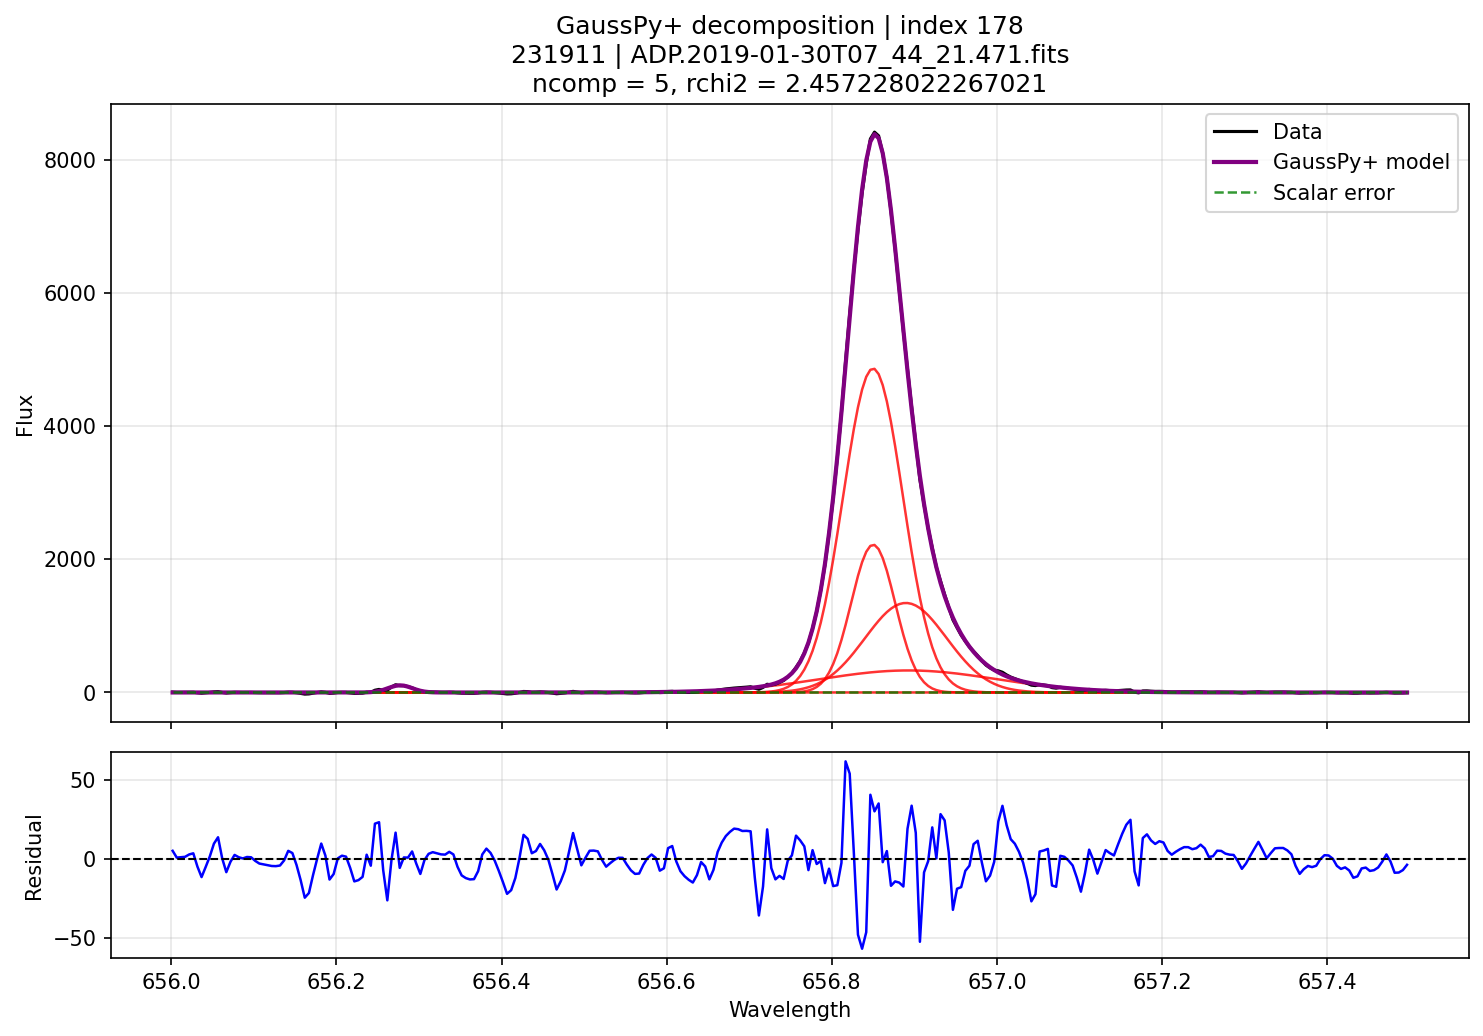 GaussPy+ decomposition | index 178
231911 | ADP.2019-01-30T07_44_21.471.fits
ncomp = 5, rchi2 = 2.457228022267021
Data
GaussPy+ model
Scalar error
Flux
8000
6000
4000
2000
0
Residual
50
0
−50
656.0 656.2 656.4 656.6 656.8 657.0 657.2 657.4
Wavelength